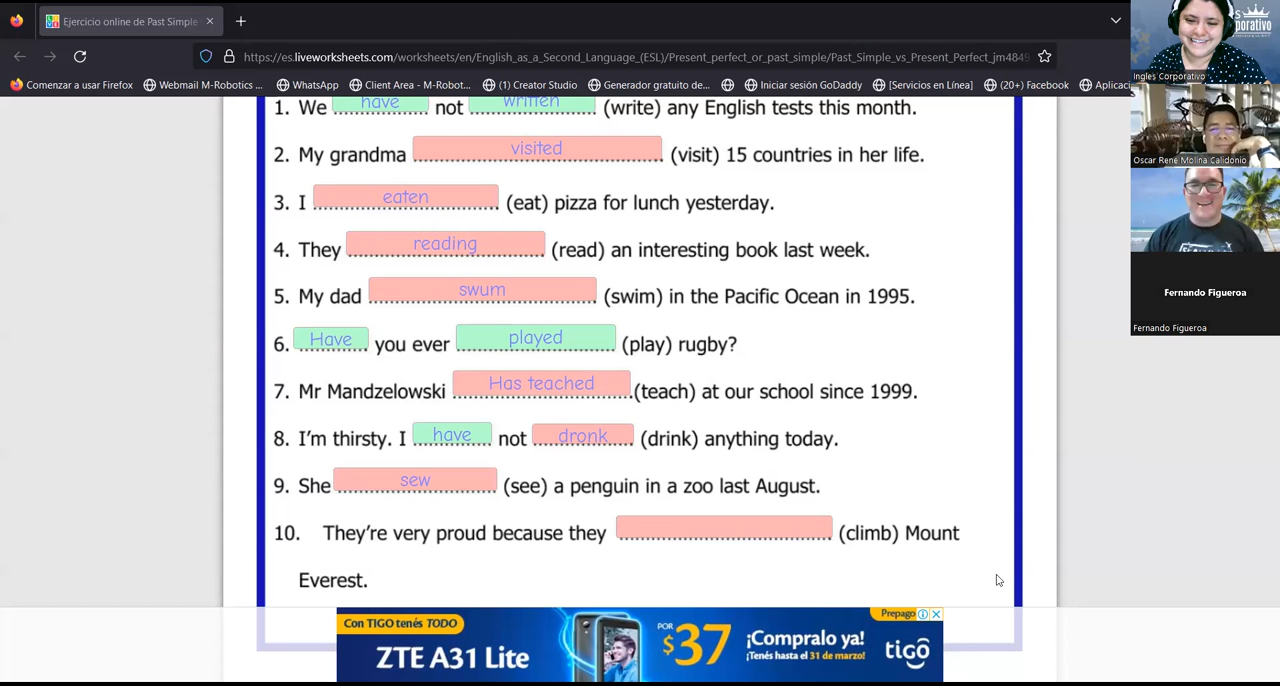 Ejercicio online de Past Simple
https://es.liveworksheets.com/worksheets/en/English_as_a_Second_Language_(ESL)/Present_perfect_or_past_simple/Past_Simple_vs_Present_Perfect_jm4849
Comenzar a usar Firefox Webmail M-Robotics ... WhatsApp Client Area - M-Robot... (1) Creator Studio Generador gratuito de... Iniciar sesión GoDaddy [Servicios en Línea] (20+) Facebook Aplicaci
orporativo
Ingles Corporativo
Oscar René Molina Calidonio
Fernando Figueroa
Fernando Figueroa
1. We have not written (write) any English tests this month.
2. My grandma visited (visit) 15 countries in her life.
3. I eaten (eat) pizza for lunch yesterday.
4. They reading (read) an interesting book last week.
5. My dad swum (swim) in the Pacific Ocean in 1995.
6. Have you ever played (play) rugby?
7. Mr Mandzelowski Has teached (teach) at our school since 1999.
8. I'm thirsty. I have not dronk (drink) anything today.
9. She sew (see) a penguin in a zoo last August.
10. They're very proud because they (climb) Mount
Everest.
Con TIGO tenés TODO
ZTE A31 Lite
POR
$37
¡Compralo ya!
¡Tenés hasta el 31 de marzo!
Prepago
tigo